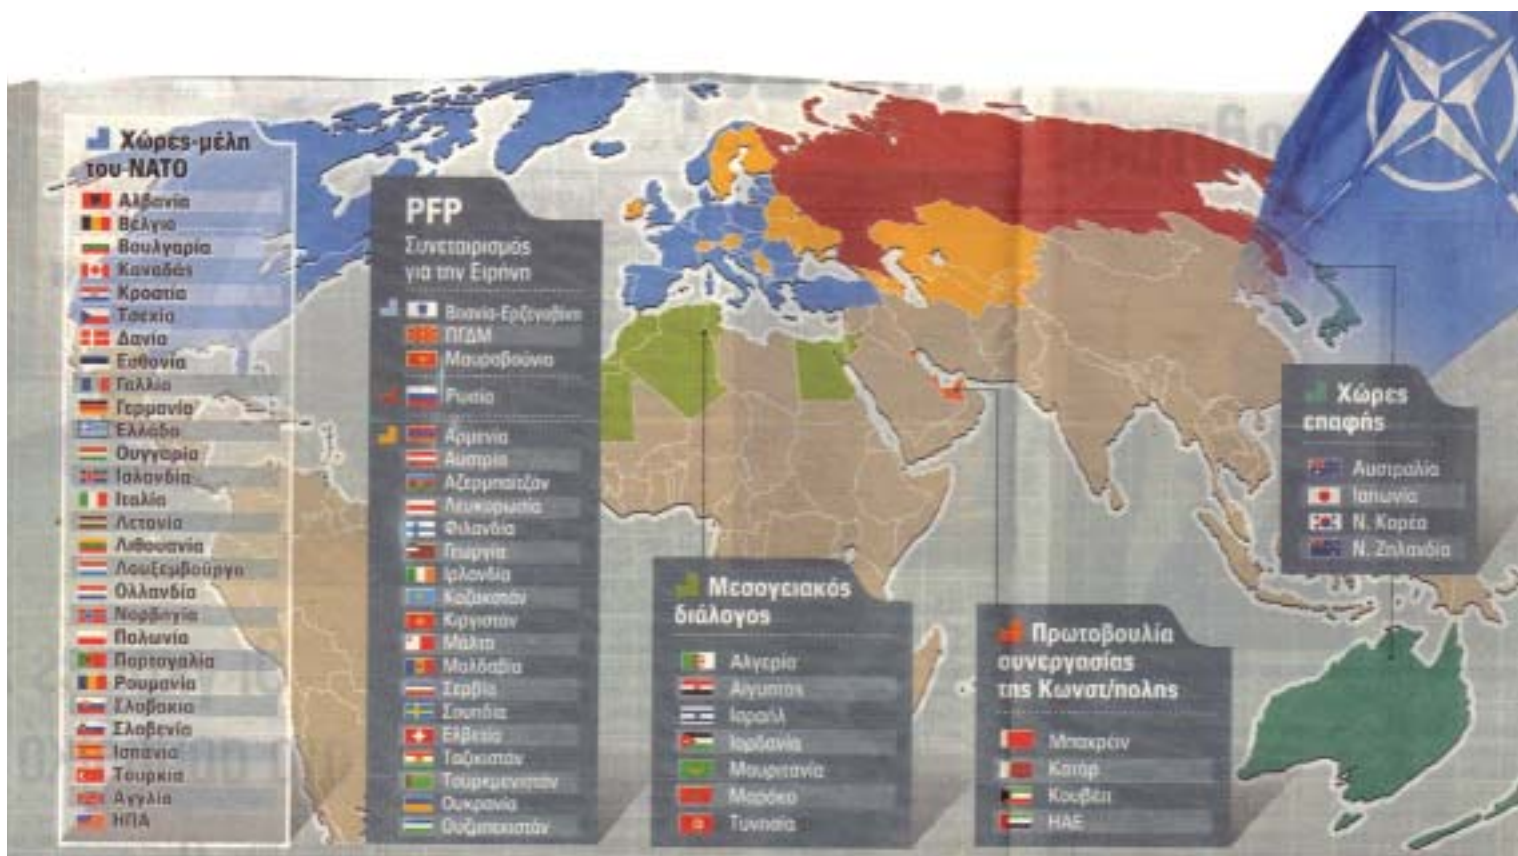 Χώρες-μέλη
του ΝΑΤΟ
Αλβανία
Βέλγιο
Βουλγαρία
Καναδάς
Κροατία
Τσεχία
Δανία
Εσθονία
Γαλλία
Γερμανία
Ελλάδα
Ουγγαρία
Ισλανδία
Ιταλία
Λετονία
Λιθουανία
Λουξεμβούργο
Ολλανδία
Νορβηγία
Πολωνία
Πορτογαλία
Ρουμανία
Σλοβακία
Σλοβενία
Ισπανία
Τουρκία
Αγγλία
ΗΠΑ
PFP
Συνεταιρισμός
για την Ειρήνη
Βοσνία-Ερζεγοβίνη
ΠΓΔΜ
Μαυροβούνιο
Ρωσία
Αρμενία
Αυστρία
Αζερμπαϊτζάν
Λευκορωσία
Φιλανδία
Γεωργία
Ιρλανδία
Καζακστάν
Κιργιστάν
Μάλτα
Μολδαβία
Σερβία
Σουηδία
Ελβετία
Τατζικιστάν
Τουρκμενιστάν
Ουκρανία
Ουζμπεκιστάν
Μεσογειακός
διάλογος
Αλγερία
Αίγυπτος
Ισραήλ
Ιορδανία
Μαυριτανία
Μαρόκο
Τυνησία
Πρωτοβουλία
συνεργασίας
της Κωνστ/πολης
Μπαχρέιν
Κατάρ
Κουβέιτ
ΗΑΕ
Χώρες
επαφής
Αυστραλία
Ιαπωνία
Ν. Κορέα
Ν. Ζηλανδία